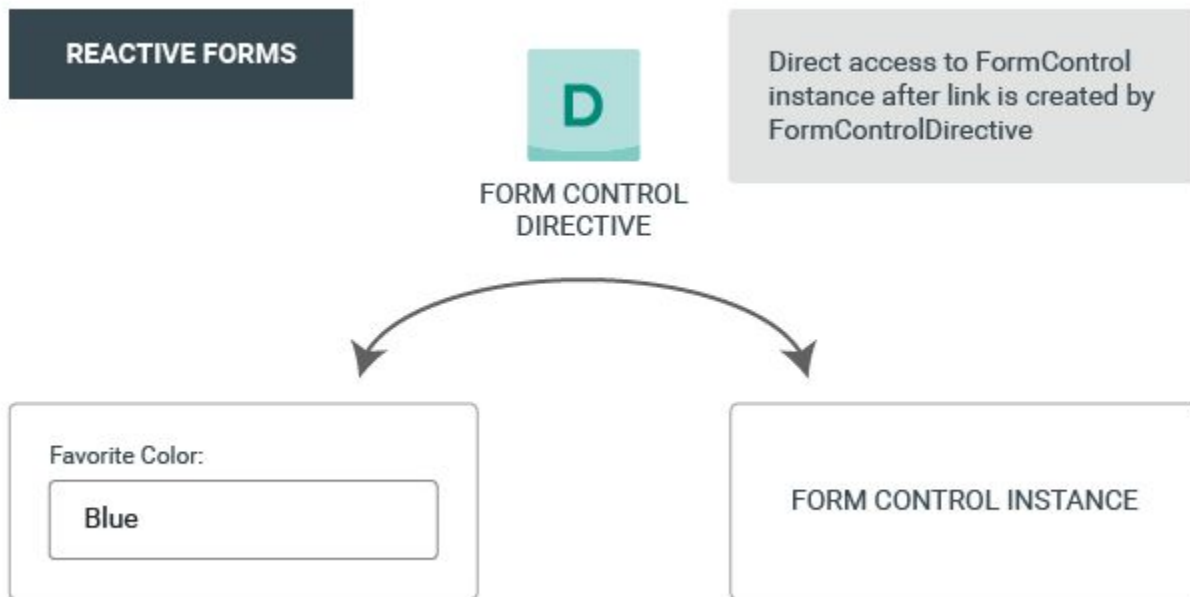 REACTIVE FORMS
D
FORM CONTROL
DIRECTIVE
Direct access to FormControl
instance after link is created by
FormControlDirective
Favorite Color:
Blue
FORM CONTROL INSTANCE